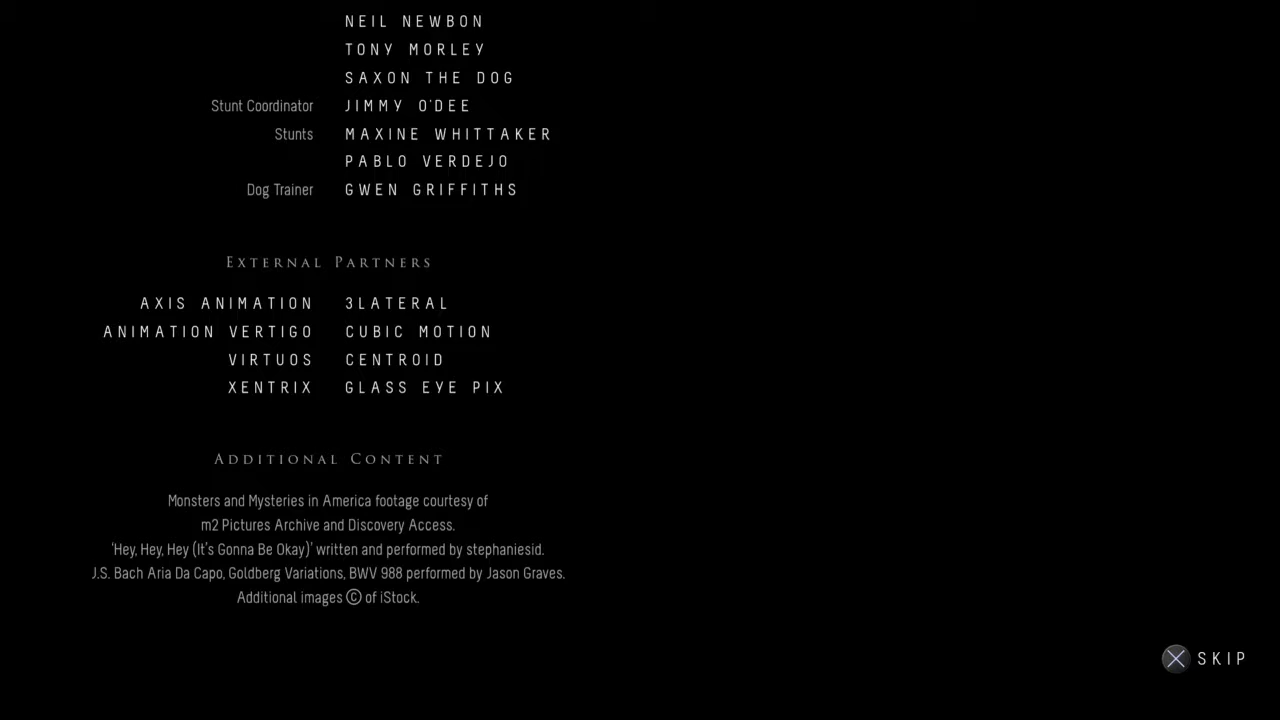 NEIL NEWBON
TONY MORLEY
SAXON THE DOG
Stunt Coordinator JIMMY O'DEE
Stunts MAXINE WHITTAKER
PABLO VERDEJO
Dog Trainer GWEN GRIFFITHS
EXTERNAL PARTNERS
AXIS ANIMATION 3LATERAL
ANIMATION VERTIGO CUBIC MOTION
VIRTUOS CENTROID
XENTRIX GLASS EYE PIX
ADDITIONAL CONTENT
Monsters and Mysteries in America footage courtesy of
m2 Pictures Archive and Discovery Access.
'Hey, Hey, Hey (It's Gonna Be Okay)' written and performed by stephaniesid.
J.S. Bach Aria Da Capo, Goldberg Variations, BWV 988 performed by Jason Graves.
Additional images © of iStock.
SKIP